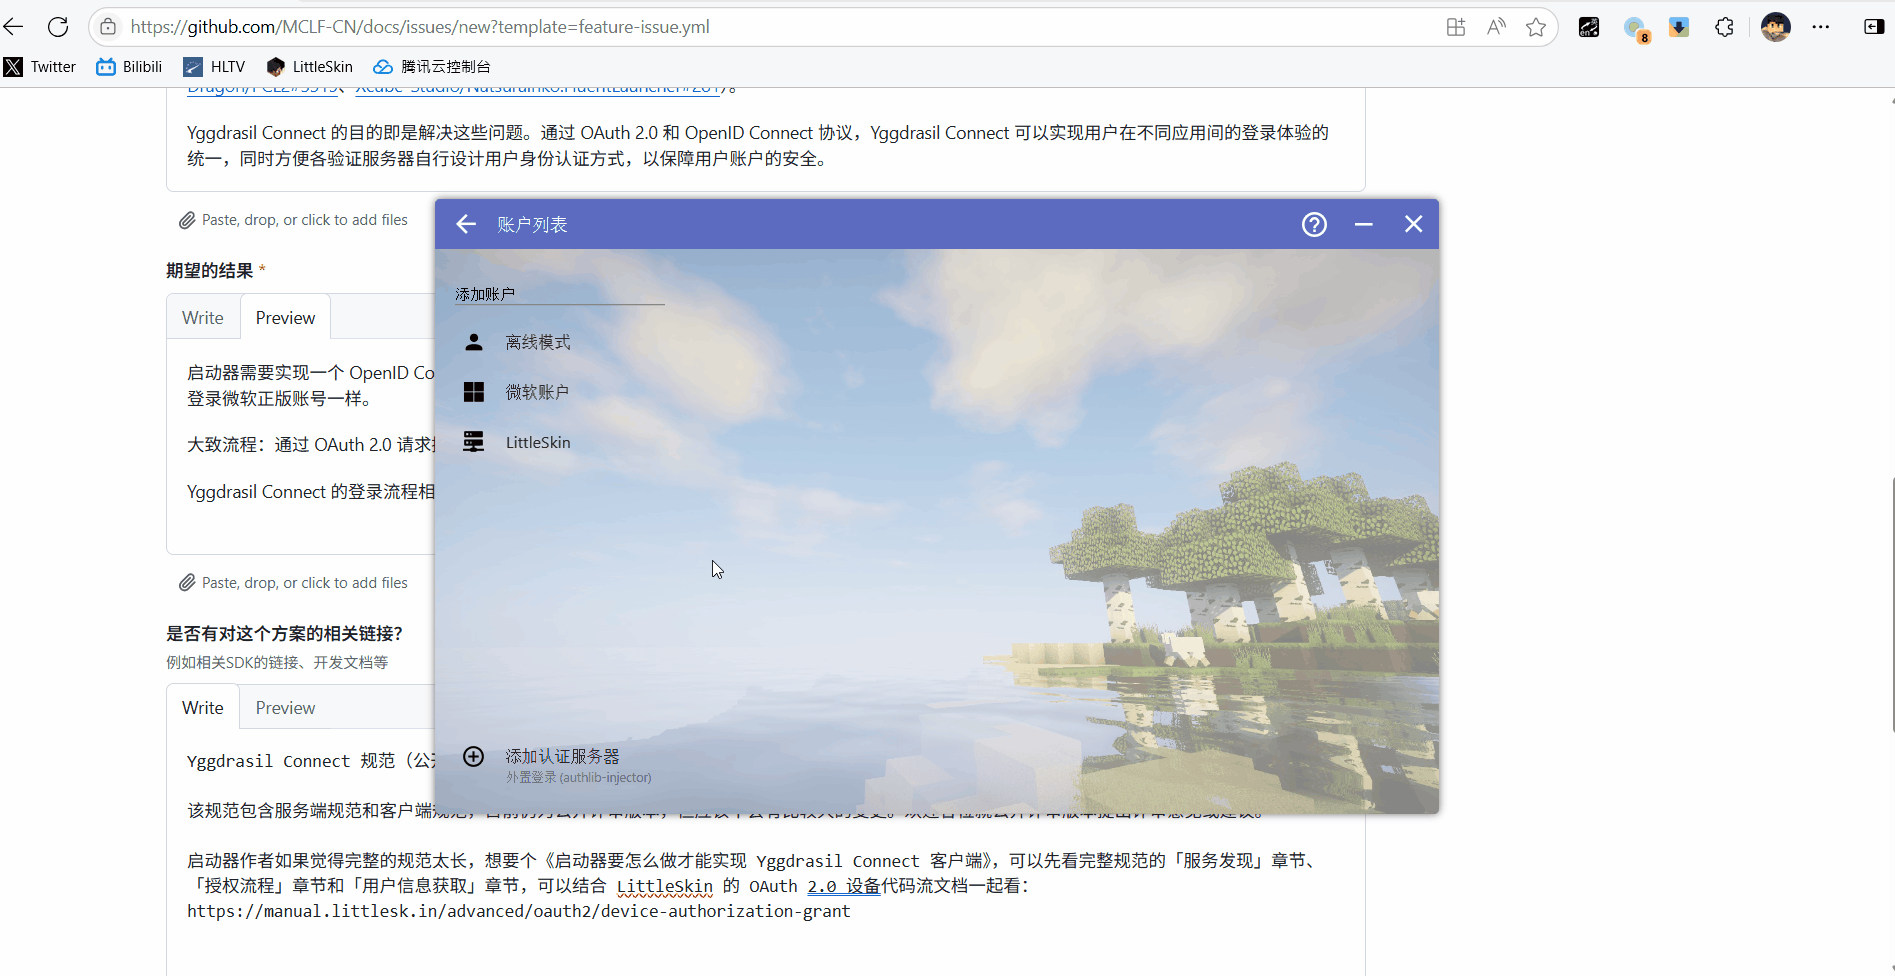 https://github.com/MCLF-CN/docs/issues/new?template=feature-issue.yml
en
8
Twitter
Bilibili
HLTV
LittleSkin
腾讯云控制台
Yggdrasil Connect 的目的即是解决这些问题。通过 OAuth 2.0 和 OpenID Connect 协议，Yggdrasil Connect 可以实现用户在不同应用间的登录体验的
统一，同时方便各验证服务器自行设计用户身份认证方式，以保障用户账户的安全。
Paste, drop, or click to add files
账户列表
添加账户
离线模式
微软账户
LittleSkin
添加认证服务器
外置登录 (authlib-injector)
期望的结果 *
Write
Preview
启动器需要实现一个 OpenID Co
登录微软正版账号一样。
大致流程：通过 OAuth 2.0 请求
Yggdrasil Connect 的登录流程相
Paste, drop, or click to add files
是否有对这个方案的相关链接？
例如相关SDK的链接、开发文档等
Write
Preview
Yggdrasil Connect 规范（公
该规范包含服务端规范和客户端
启动器作者如果觉得完整的规范太长，想要个《启动器要怎么做才能实现 Yggdrasil Connect 客户端》，可以先看完整规范的「服务发现」章节、
「授权流程」章节和「用户信息获取」章节，可以结合 LittleSkin 的 OAuth 2.0 设备代码流文档一起看：
https://manual.littlesk.in/advanced/oauth2/device-authorization-grant